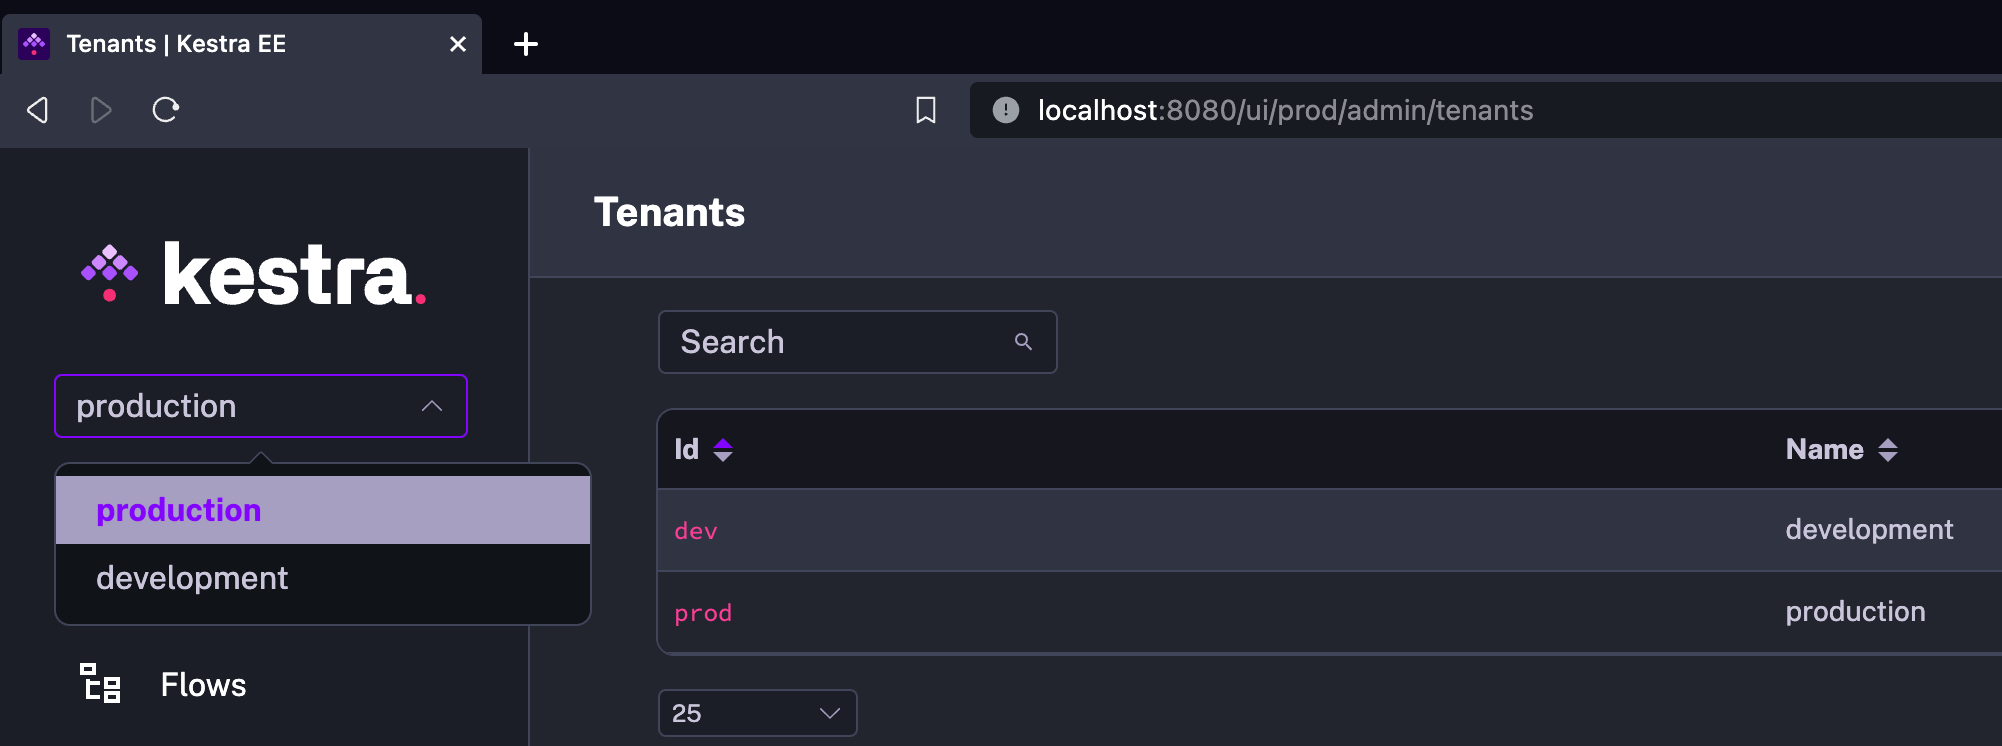 Tenants | Kestra EE
localhost:8080/ui/prod/admin/tenants
kestra.
production
production
development
Flows
Tenants
Search
Id Name
dev development
prod production
25